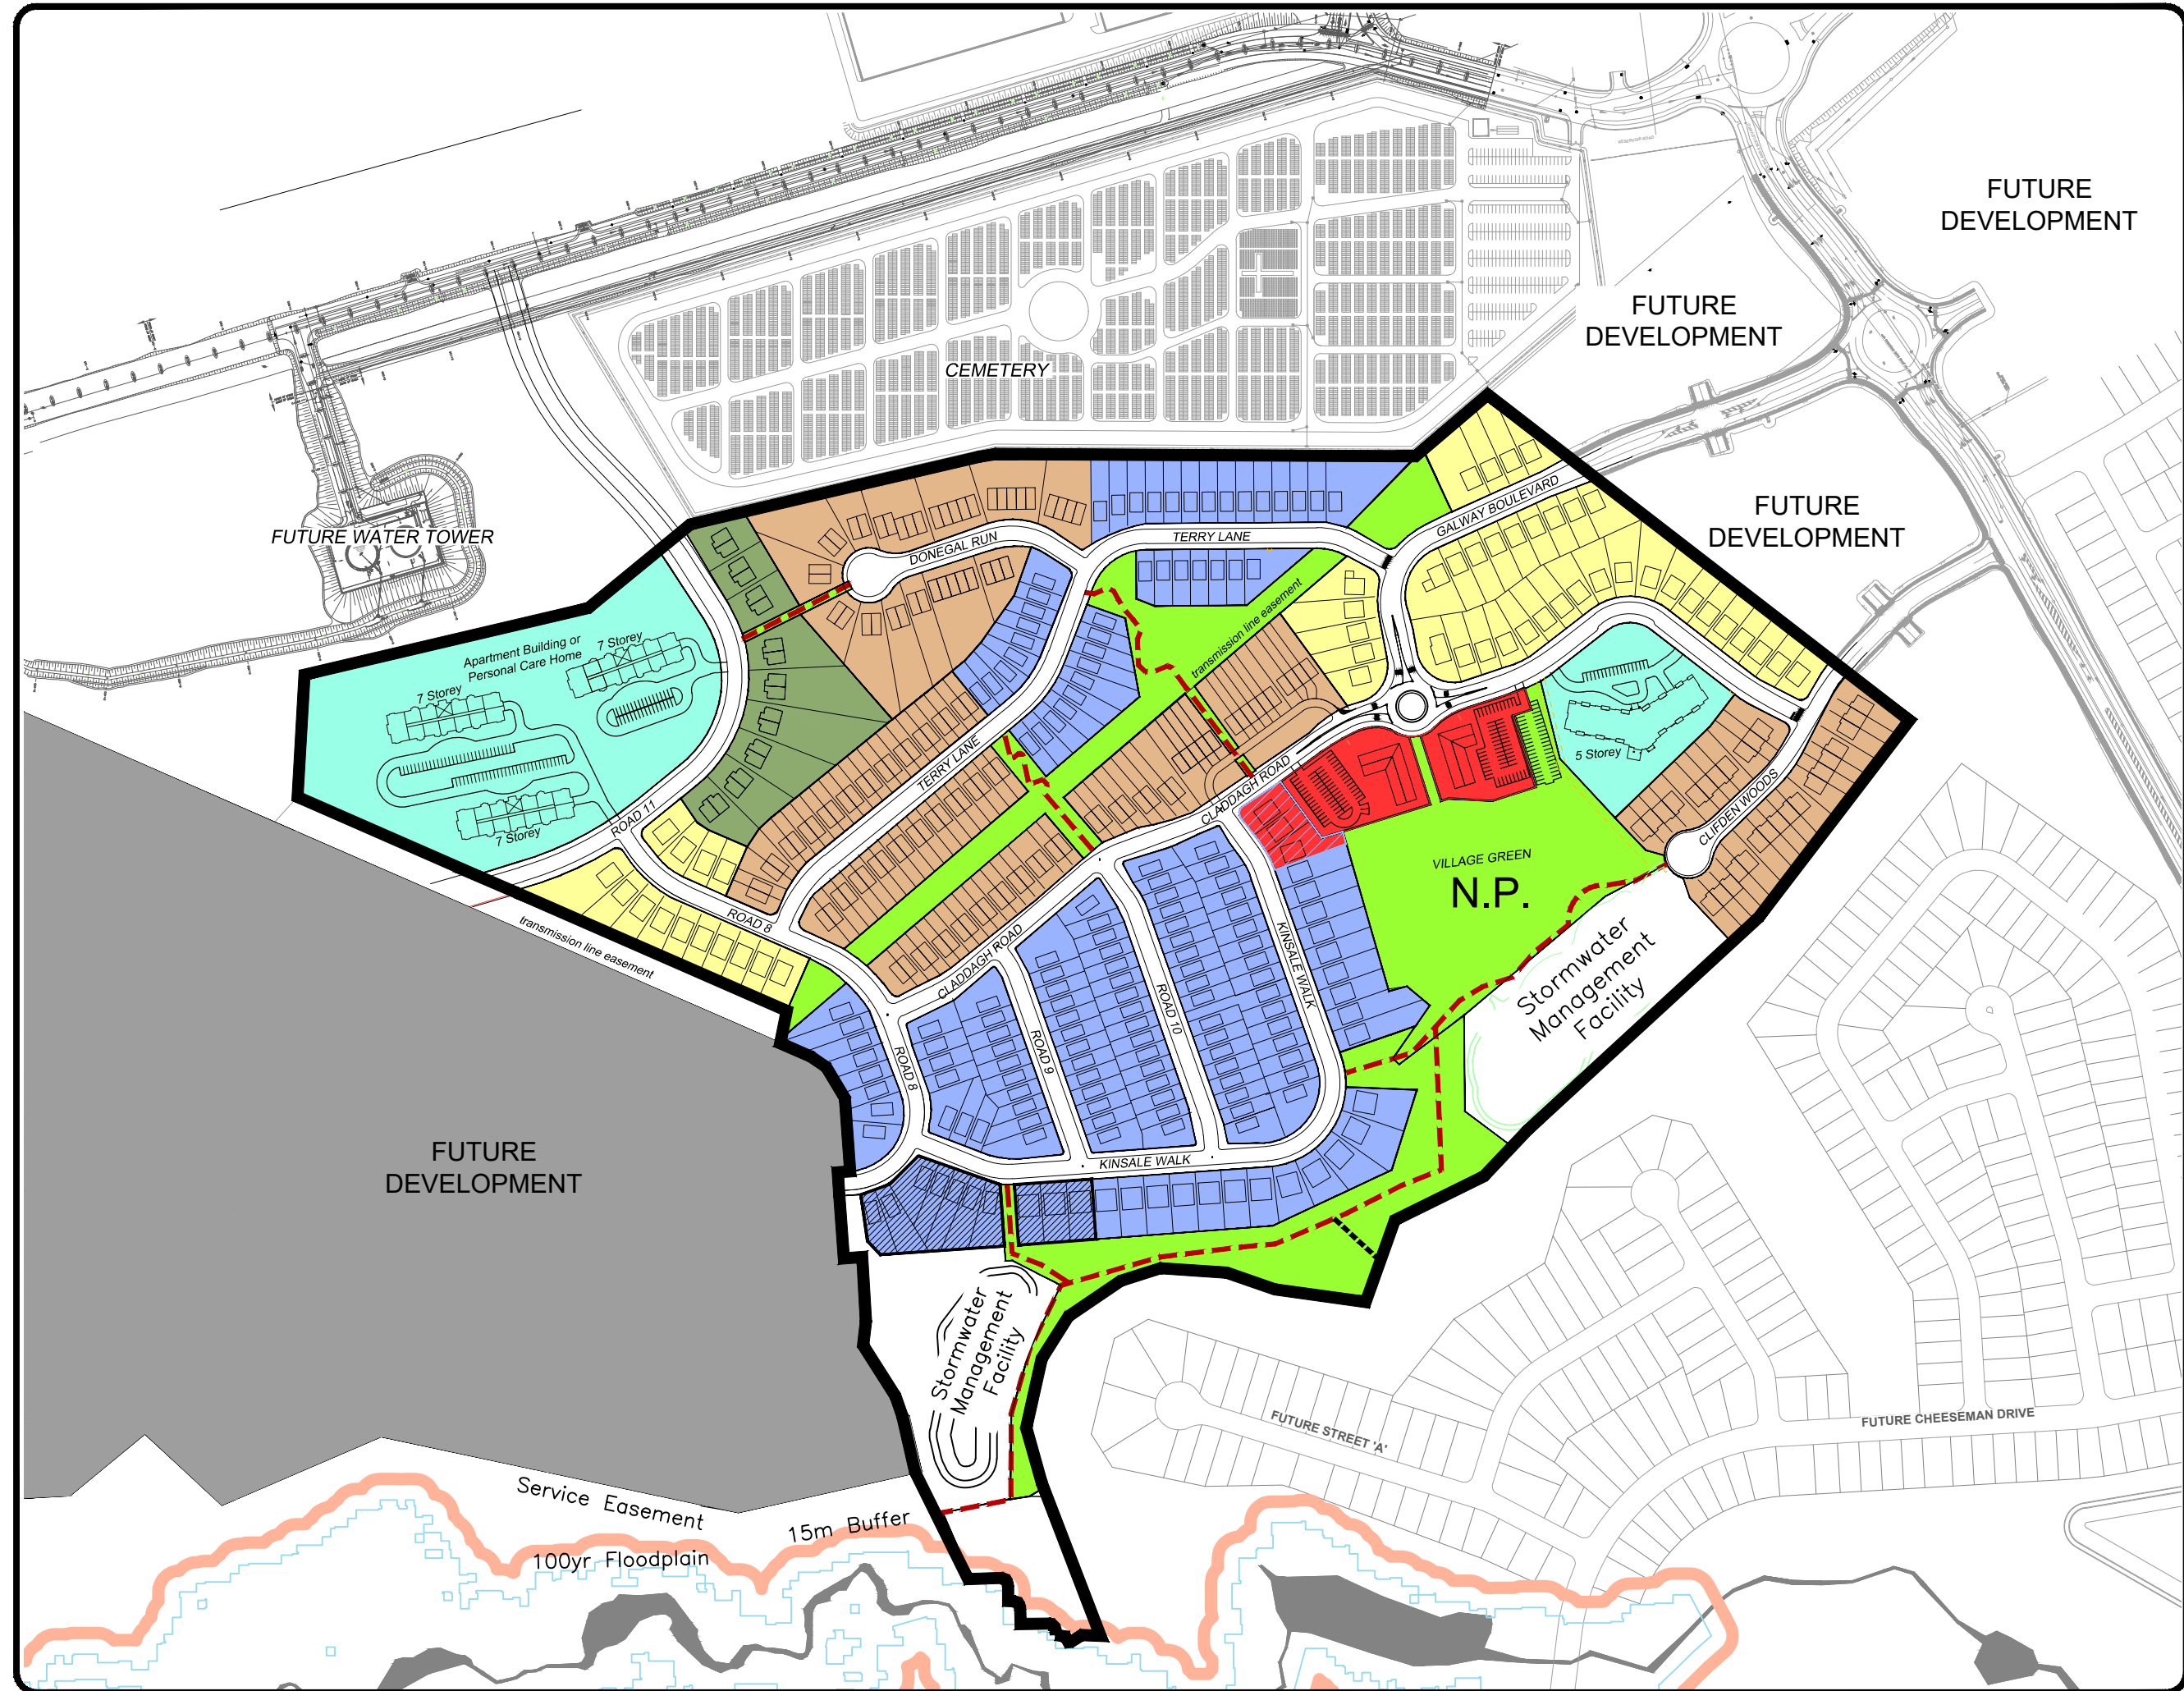 FUTURE
DEVELOPMENT
FUTURE
DEVELOPMENT
CEMETERY
FUTURE WATER TOWER
FUTURE
DEVELOPMENT
GALWAY BOULEVARD
DONEGAL RUN
TERRY LANE
transmission line easement
Apartment Building or
Personal Care Home
7 Storey
7 Storey
7 Storey
5 Storey
TERRY LANE
CLADDAGH ROAD
CLIFDEN WOODS
ROAD 11
VILLAGE GREEN
N.P.
ROAD 8
transmission line easement
CLADDAGH ROAD
KINSALE WALK
ROAD 10
ROAD 9
ROAD 8
Stormwater
Management
Facility
KINSALE WALK
FUTURE
DEVELOPMENT
Stormwater
Management
Facility
FUTURE STREET 'A'
FUTURE CHEESEMAN DRIVE
Service Easement
15m Buffer
100yr Floodplain